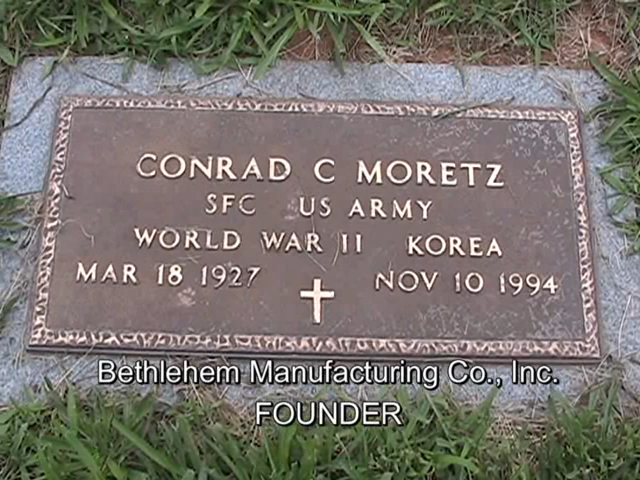 CONRAD C MORETZ
SFC US ARMY
WORLD WAR II KOREA
MAR 18 1927 NOV 10 1994
Bethlehem Manufacturing Co., Inc.
FOUNDER